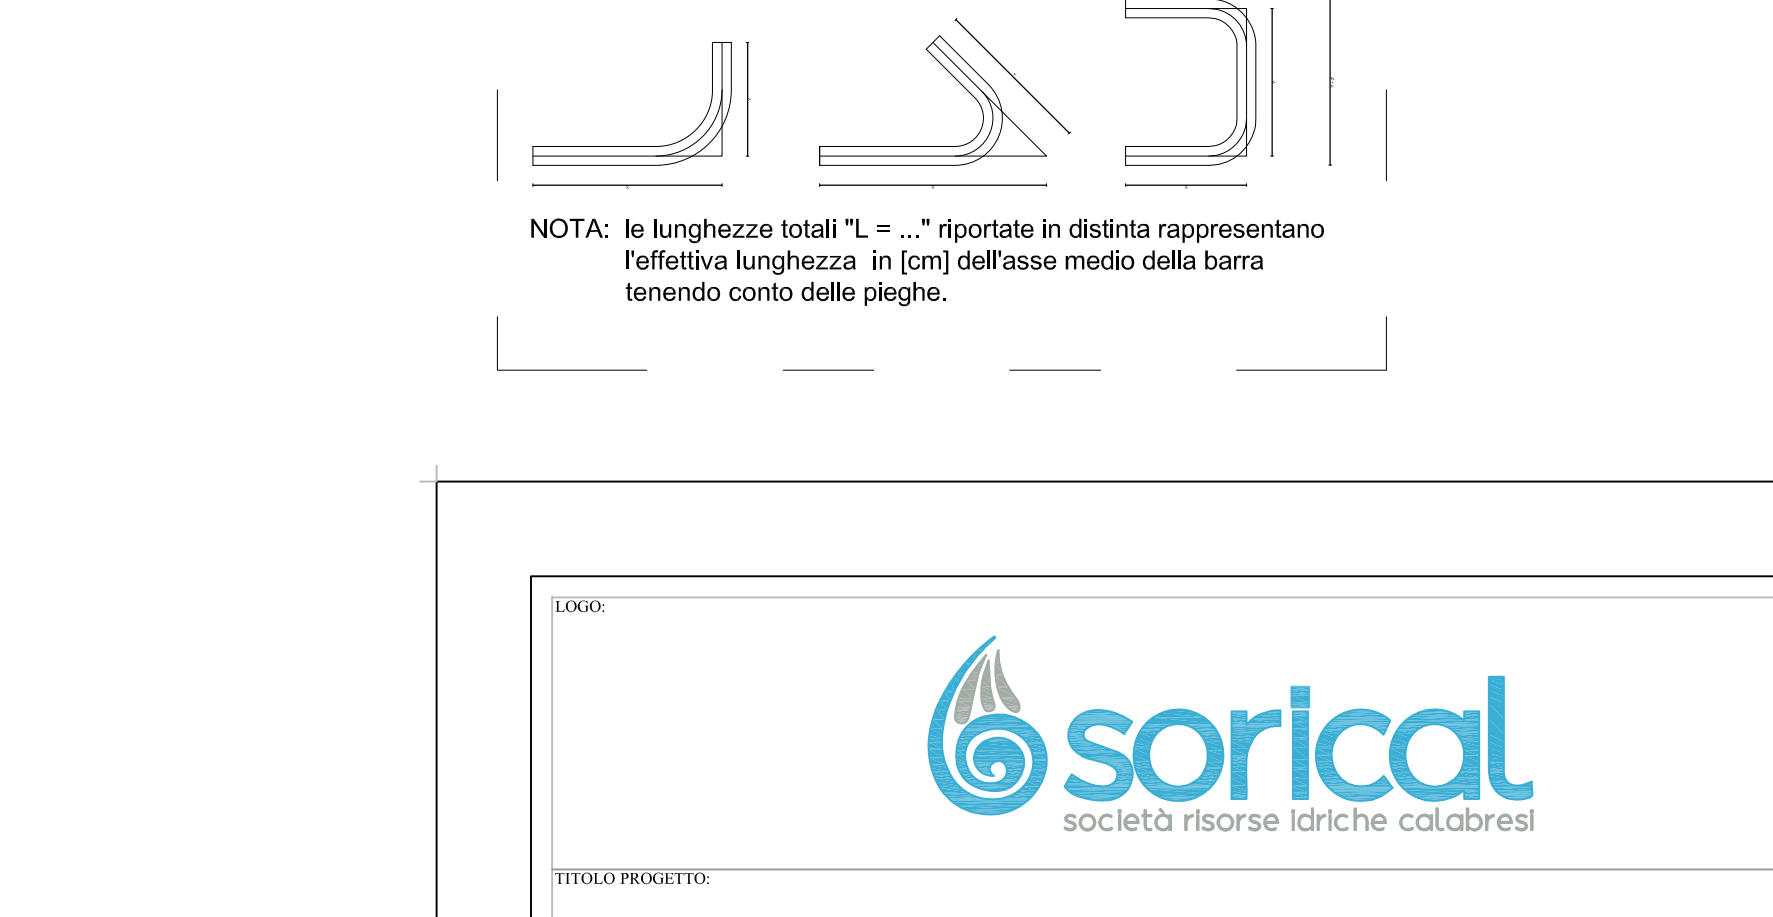 NOTA: le lunghezze totali "L = ..." riportate in distinta rappresentano
l'effettiva lunghezza in [cm] dell'asse medio della barra
tenendo conto delle pieghe.
LOGO:
sorical
società risorse idriche calabresi
TITOLO PROGETTO: